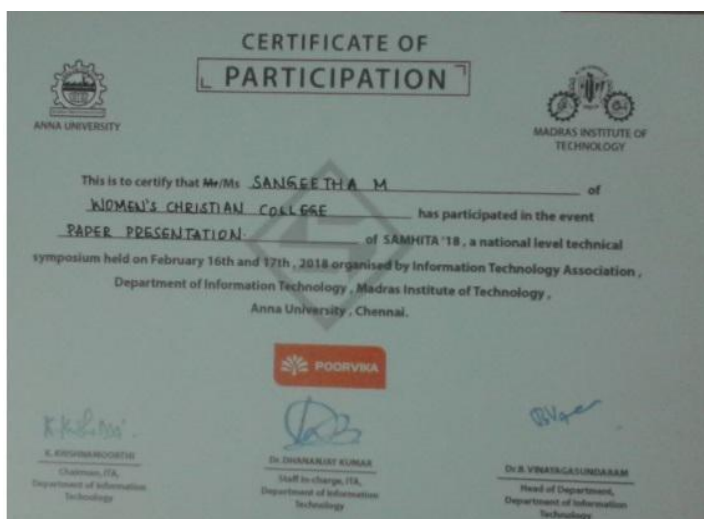 CERTIFICATE OF
PARTICIPATION
ANNA UNIVERSITY
MADRAS INSTITUTE OF
TECHNOLOGY
This is to certify that Mr/Ms SANGEETHA M of
WOMEN'S CHRISTIAN COLLEGE has participated in the event
PAPER PRESENTATION of SAMHITA '18, a national level technical
symposium held on February 16th and 17th, 2018 organised by Information Technology Association,
Department of Information Technology, Madras Institute of Technology,
Anna University, Chennai.
POORVIKA
K. KRISHNAMOORTHI
Chairman, ITA,
Department of Information
Technology
Dr. DHANANJAY KUMAR
Staff In-charge, ITA,
Department of Information
Technology
Dr.B. VINAYAGASUNDARAM
Head of Department,
Department of Information
Technology